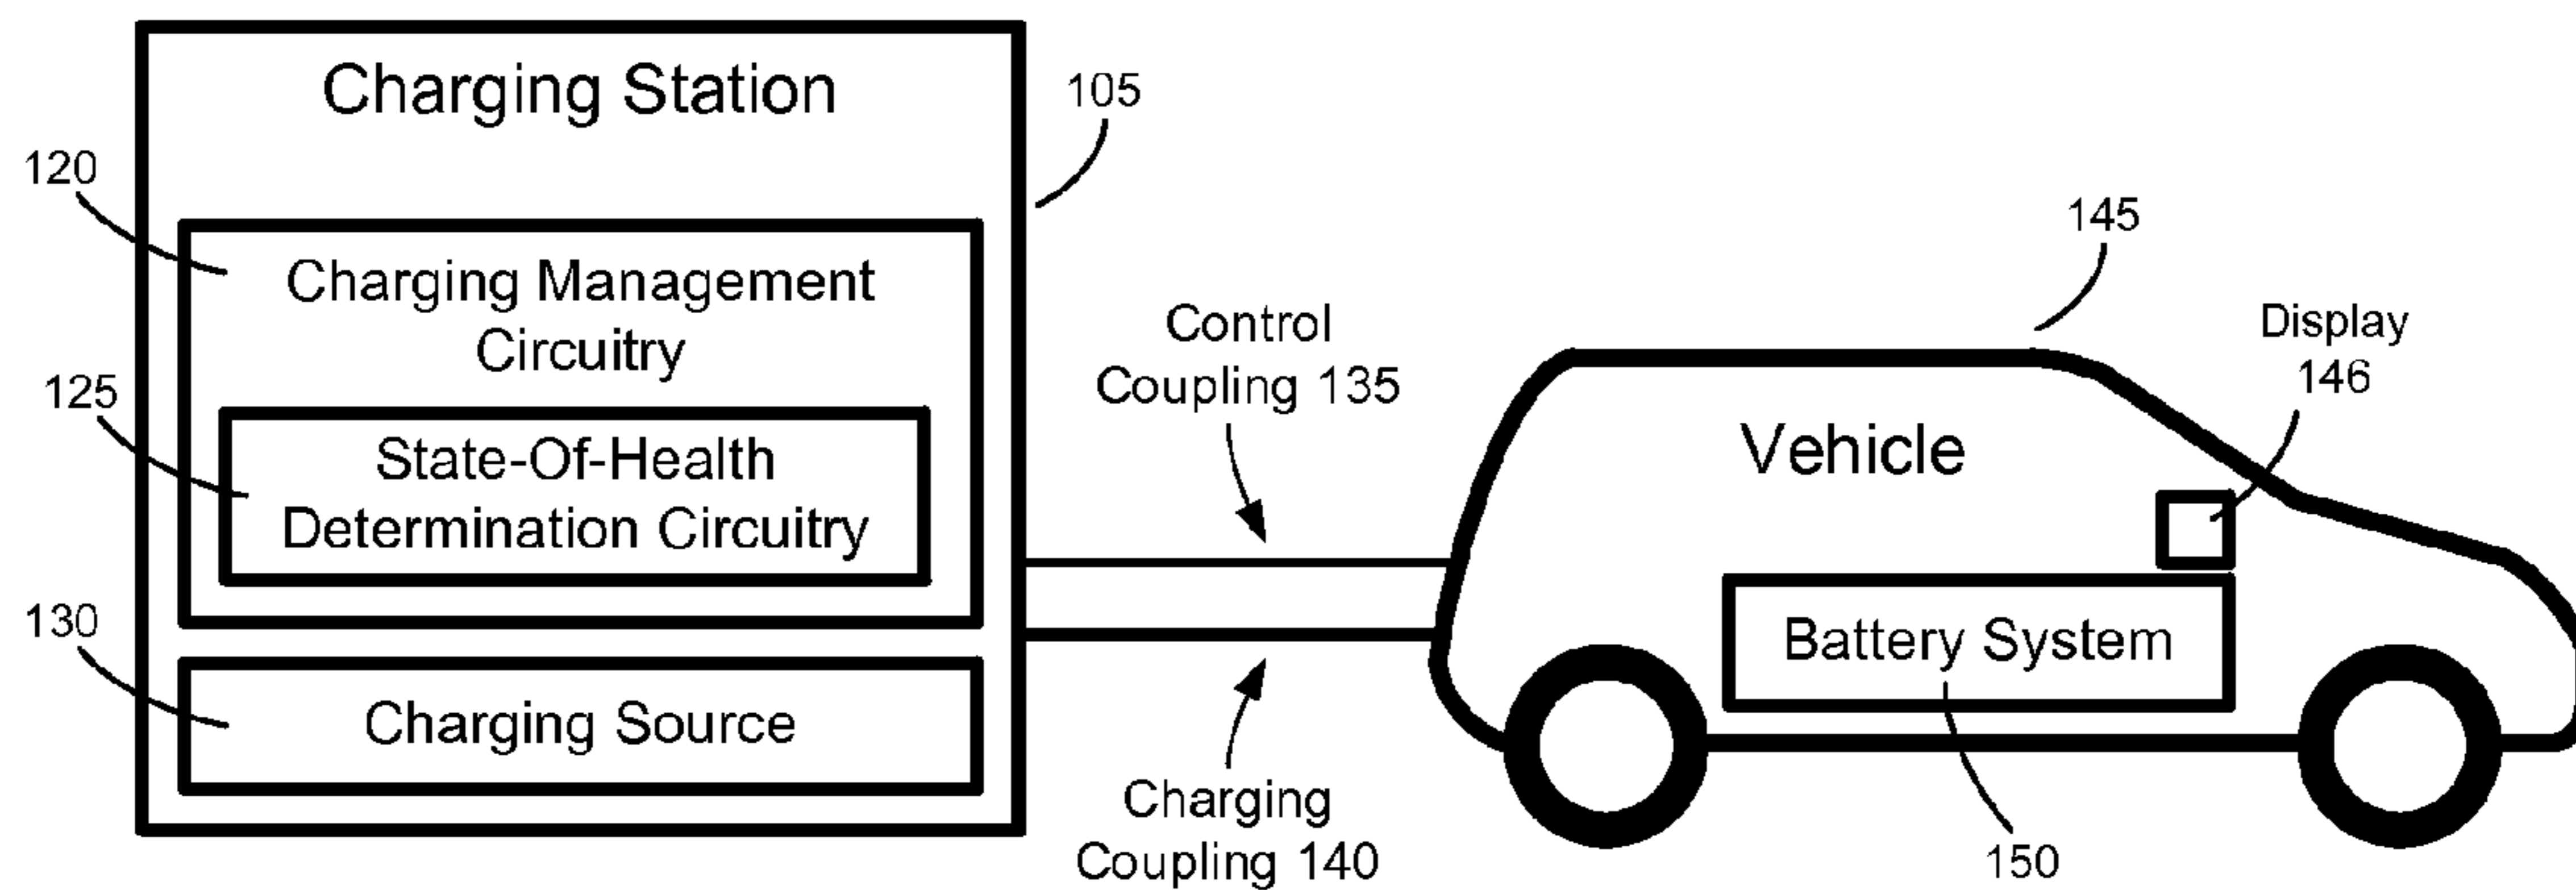 Charging Station
105
120
Charging Management
Circuitry
125
State-Of-Health
Determination Circuitry
130
Charging Source
Control
Coupling 135
Charging
Coupling 140
145
Display
146
Vehicle
Battery System
150